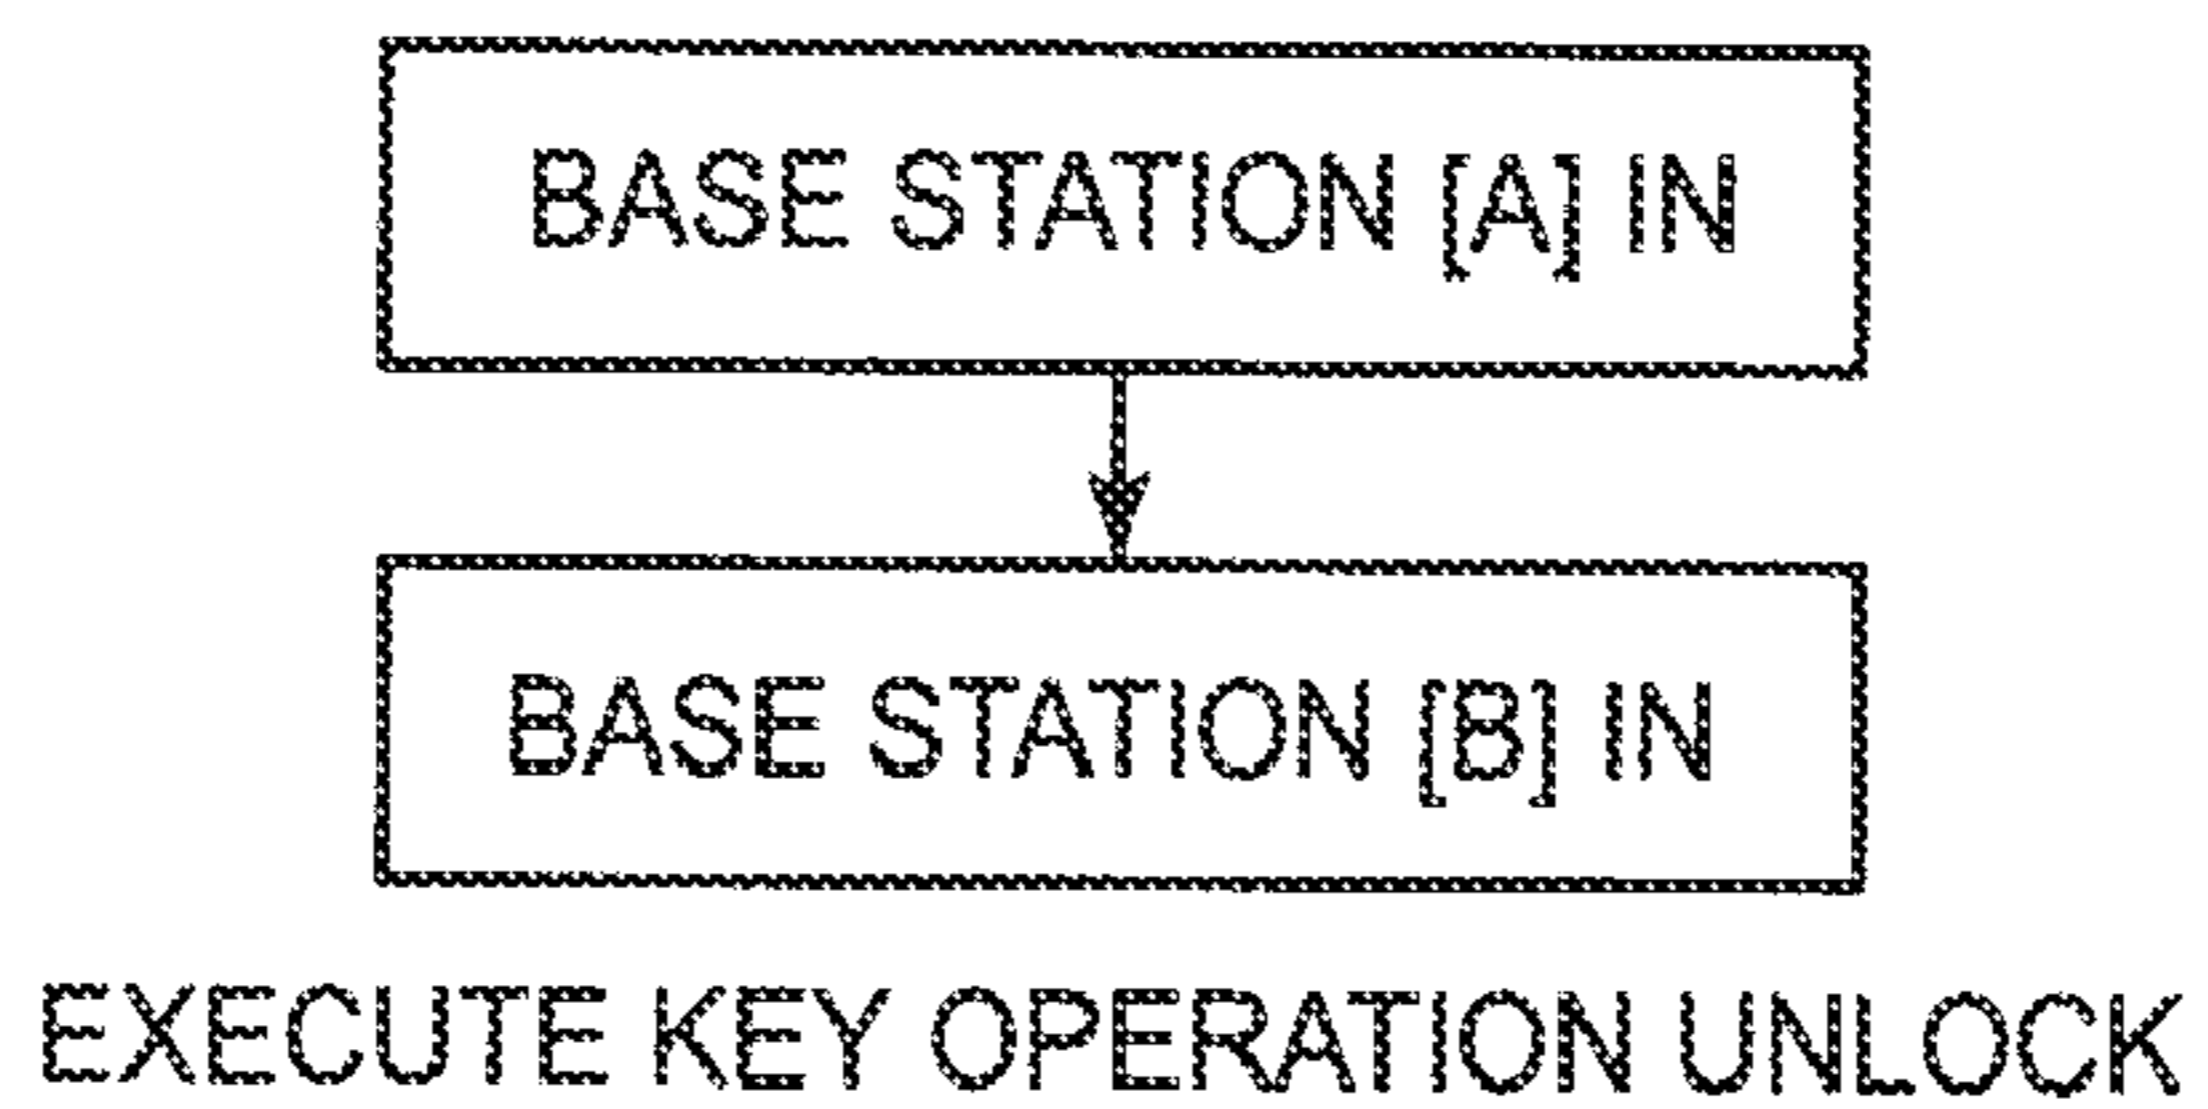 BASE STATION [A] IN
BASE STATION [B] IN
EXECUTE KEY OPERATION UNLOCK